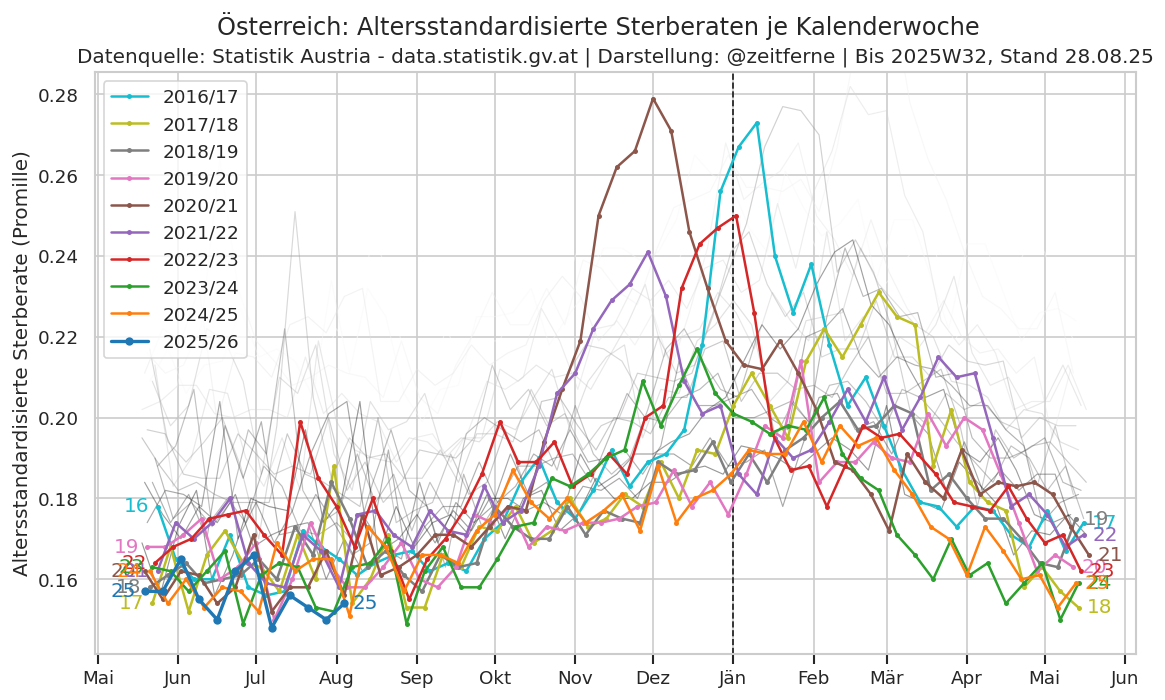 Österreich: Altersstandardisierte Sterberaten je Kalenderwoche
Datenquelle: Statistik Austria - data.statistik.gv.at | Darstellung: @zeitferne | Bis 2025W32, Stand 28.08.25
Altersstandardisierte Sterberate (Promille)
0.28
0.26
0.24
0.22
0.20
0.18
0.16
2016/17
2017/18
2018/19
2019/20
2020/21
2021/22
2022/23
2023/24
2024/25
2025/26
16
19
22
18
25
17
25
19
17
22
21
23
24
18
Mai
Jun
Jul
Aug
Sep
Okt
Nov
Dez
Jän
Feb
Mär
Apr
Mai
Jun